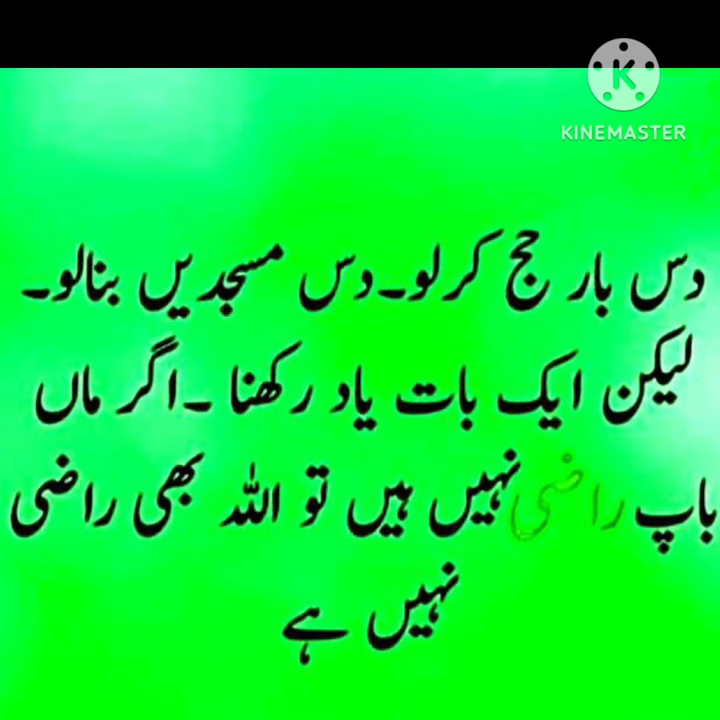 KINEMASTER
دس بار حج کرلو۔دس مسجدیں بنالو۔
لیکن ایک بات یاد رکھنا ۔اگر ماں
باپ راضی نہیں ہیں تو اللہ بھی راضی
نہیں ہے